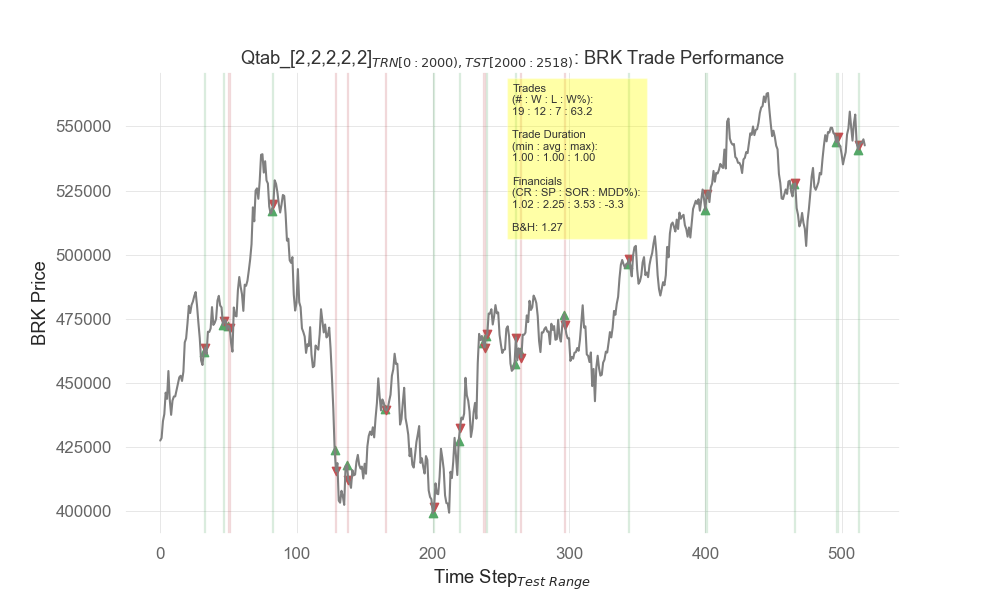 Qtab_[2,2,2,2,2]TRN[0 : 2000), TST[2000 : 2518): BRK Trade Performance
Trades
(# : W : L : W%):
19 : 12 : 7 : 63.2
Trade Duration
(min : avg : max):
1.00 : 1.00 : 1.00
Financials
(CR : SP : SOR : MDD%):
1.02 : 2.25 : 3.53 : -3.3
B&H: 1.27
BRK Price
550000
525000
500000
475000
450000
425000
400000
0 100 200 300 400 500
Time Step Test Range